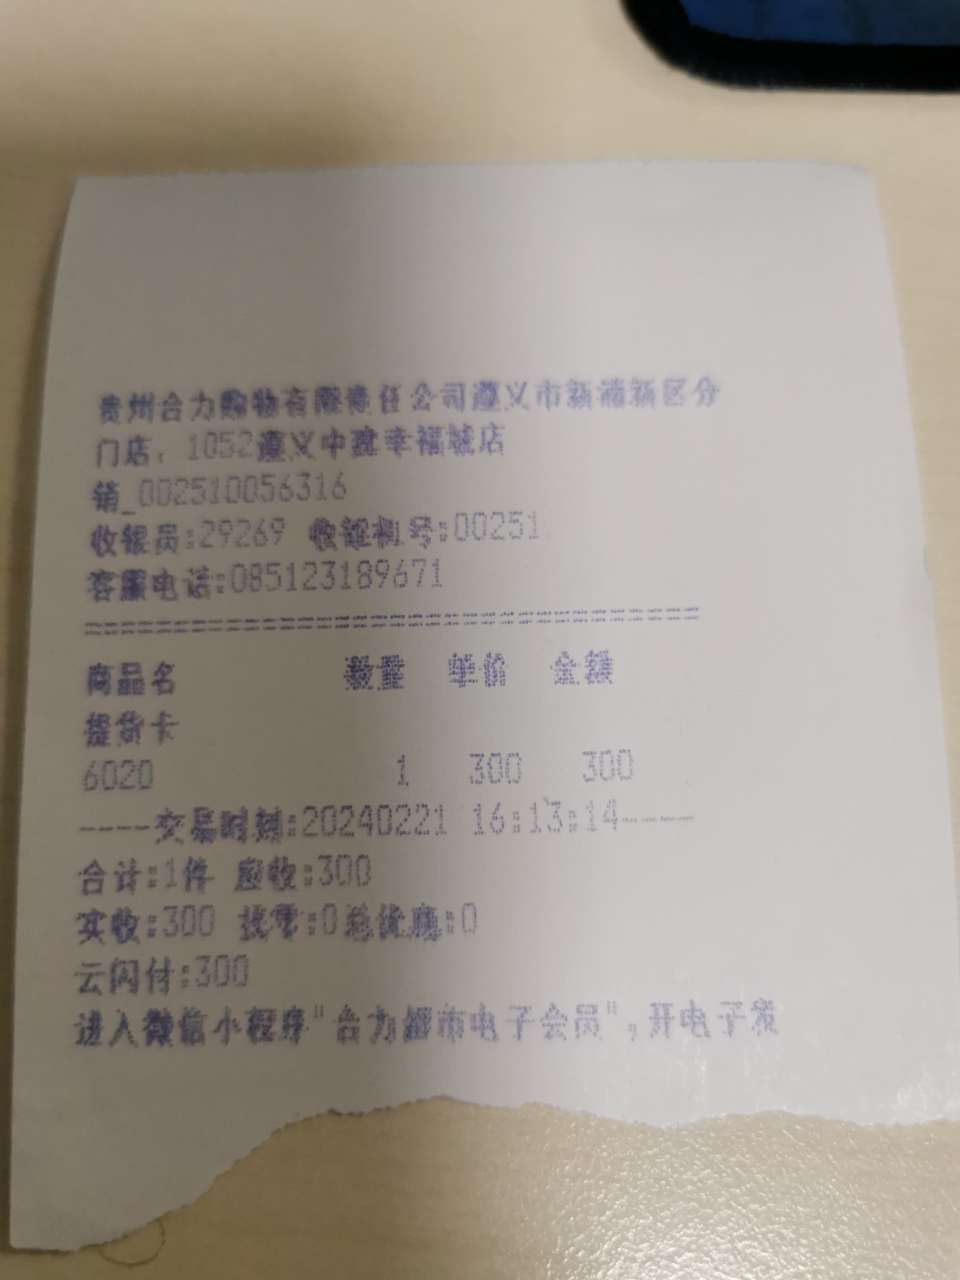 贵州合力购物有限责任公司遵义市新浦新区分
门店：1052遵义中建幸福城店
销_002510056316
收银员:29269 收银机号:00251
客服电话:085123189671
商品名 数量 单价 金额
提货卡
6020 1 300 300
----交易时刻:20240221 16:13:14----
合计:1件 应收:300
实收:300 找零:0总优惠:0
云闪付:300
进入微信小程序"合力超市电子会员",开电子发